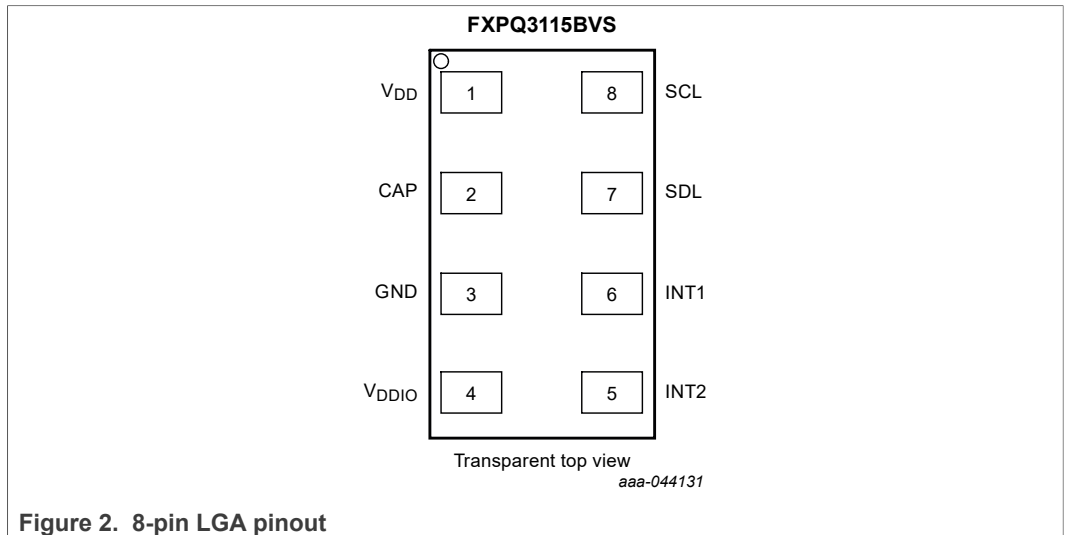 FXPQ3115BVS
VDD 1 8 SCL
CAP 2 7 SDL
GND 3 6 INT1
VDDIO 4 5 INT2
Transparent top view
aaa-044131
Figure 2. 8-pin LGA pinout